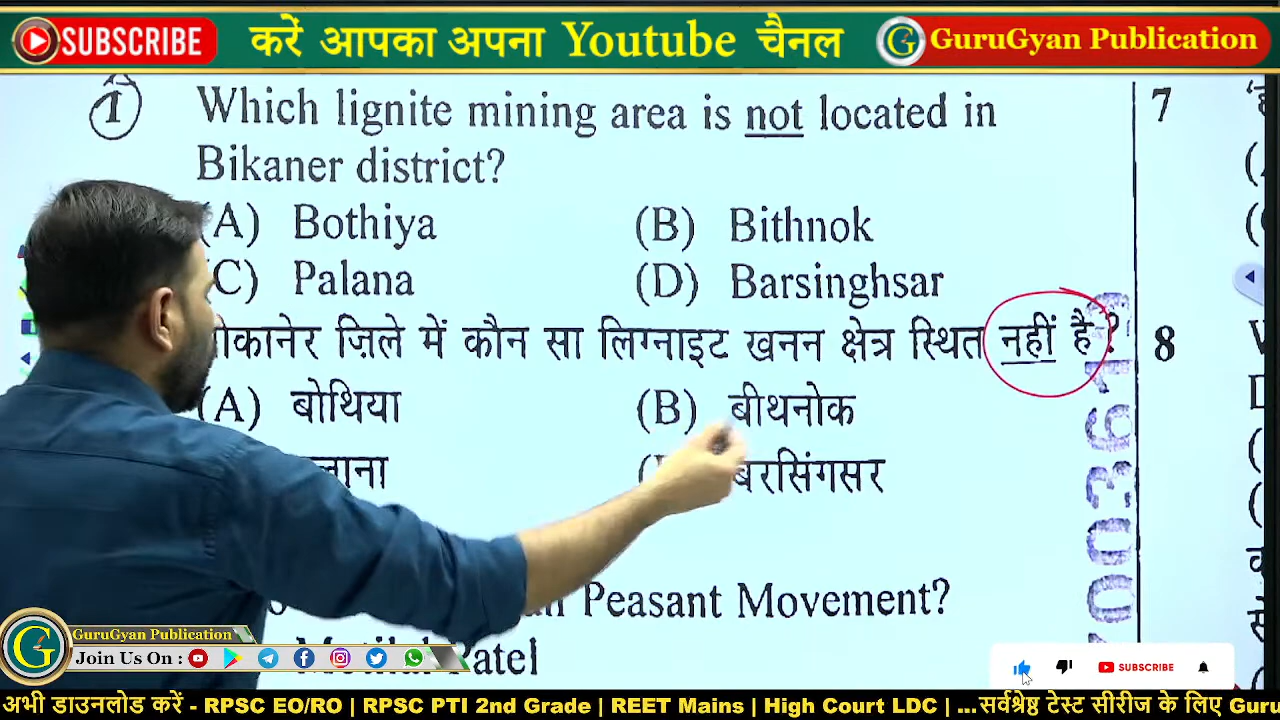 SUBSCRIBE करें आपका अपना Youtube चैनल GuruGyan Publication
1 Which lignite mining area is not located in
Bikaner district?
(A) Bothiya (B) Bithnok
(C) Palana (D) Barsinghsar
ज़िले में कौन सा लिग्नाइट खनन क्षेत्र स्थित नहीं है ?
(A) बोथिया (B) बीथनोक
बरसिंगसर
7
8
70036
Peasant Movement?
Motilal Patel
GuruGyan Publication
Join Us On :
SUBSCRIBE
अभी डाउनलोड करें - RPSC EO/RO | RPSC PTI 2nd Grade | REET Mains | High Court LDC | ...सर्वश्रेष्ठ टेस्ट सीरीज के लिए Guru